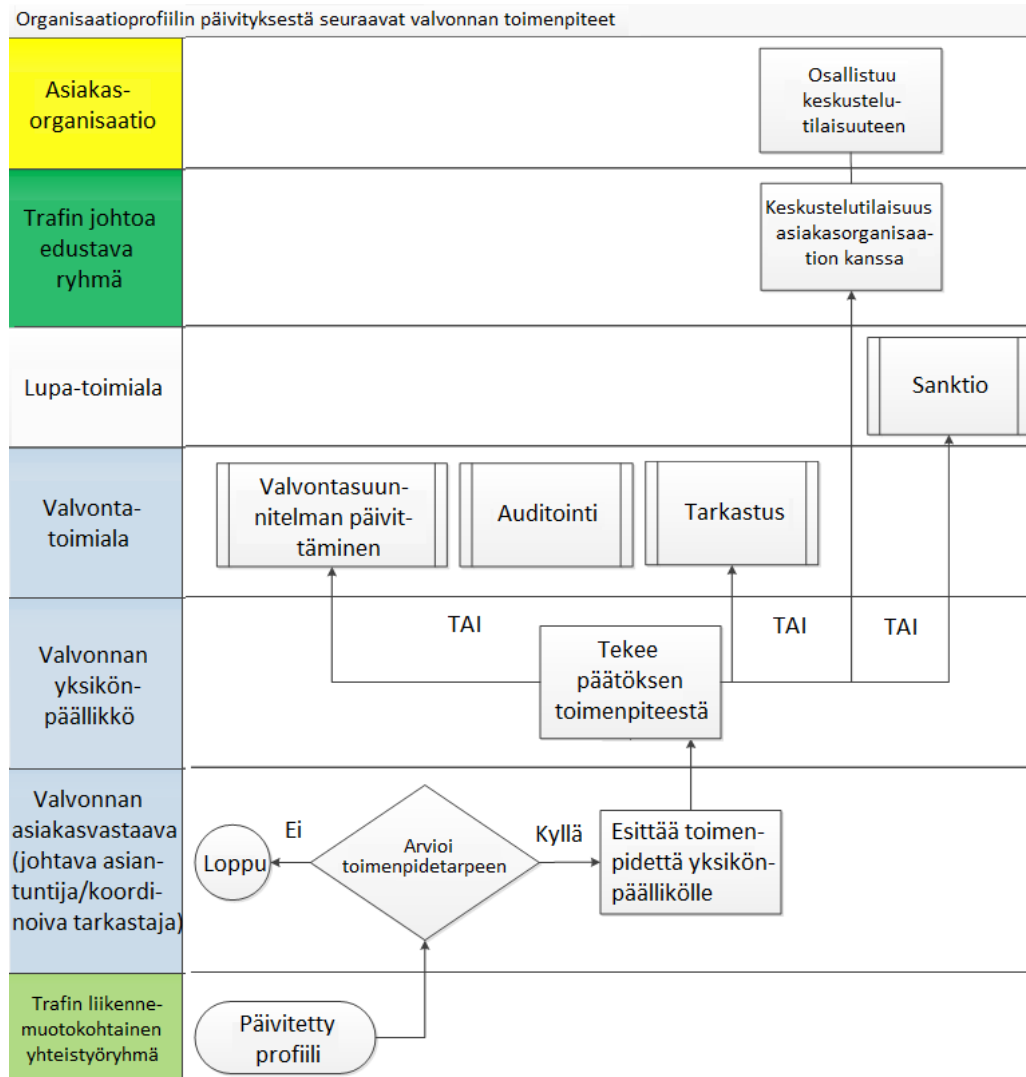 Organisaatioprofiilin päivityksestä seuraavat valvonnan toimenpiteet
Asiakas-
organisaatio
Osallistuu
keskustelu-
tilaisuuteen
Trafin johtoa
edustava
ryhmä
Keskustelutilaisuus
asiakasorganisaa-
tion kanssa
Lupa-toimiala
Sanktio
Valvonta-
toimiala
Valvontasuun-
nitelman päivit-
täminen
Auditointi
Tarkastus
Valvonnan
yksikön-
päällikkö
TAI
Tekee
päätöksen
toimenpiteestä
TAI
TAI
Valvonnan
asiakasvastaava
(johtava asian-
tuntija/koordi-
noiva tarkastaja)
Loppu
Ei
Arvioi
toimenpidetarpeen
Kyllä
Esittää toimen-
pidettä yksikön-
päällikölle
Trafin liikenne-
muotokohtainen
yhteistyöryhmä
Päivitetty
profiili